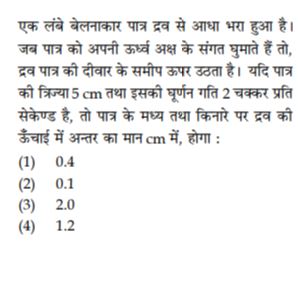 एक लंबे बेलनाकार पात्र द्रव से आधा भरा हुआ है।
जब पात्र को अपनी ऊर्ध्व अक्ष के संगत घुमाते हैं तो,
द्रव पात्र की दीवार के समीप ऊपर उठता है। यदि पात्र
की त्रिज्या 5 cm तथा इसकी घूर्णन गति 2 चक्कर प्रति
सेकेण्ड है, तो पात्र के मध्य तथा किनारे पर द्रव की
ऊँचाई में अन्तर का मान cm में, होगा :
(1) 0.4
(2) 0.1
(3) 2.0
(4) 1.2